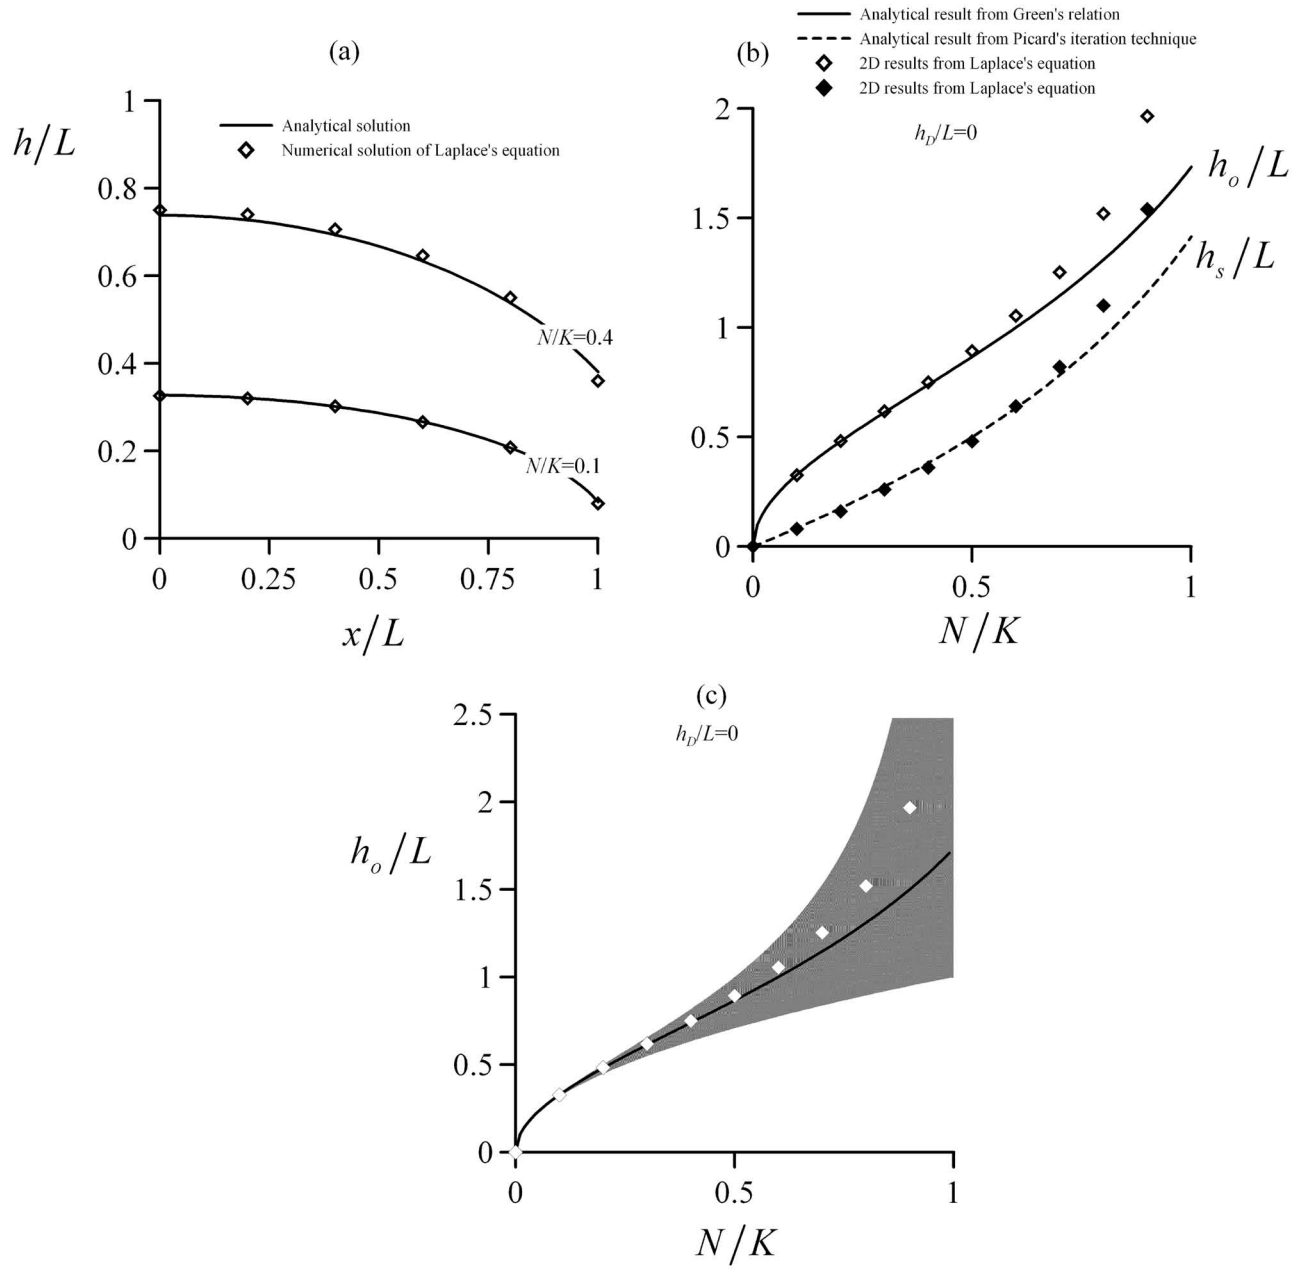 (a)
1
h/L
Analytical solution
Numerical solution of Laplace's equation
0.8
0.6
N/K=0.4
0.4
N/K=0.1
0.2
0
0 0.25 0.5 0.75 1
x/L
Analytical result from Green's relation
Analytical result from Picard's iteration technique
(b)
2D results from Laplace's equation
2D results from Laplace's equation
2
h_D/L=0
h_o/L
1.5
h_s/L
1
0.5
0
0 0.5 1
N/K
(c)
2.5
h_D/L=0
2
h_o/L
1.5
1
0.5
0
0 0.5 1
N/K